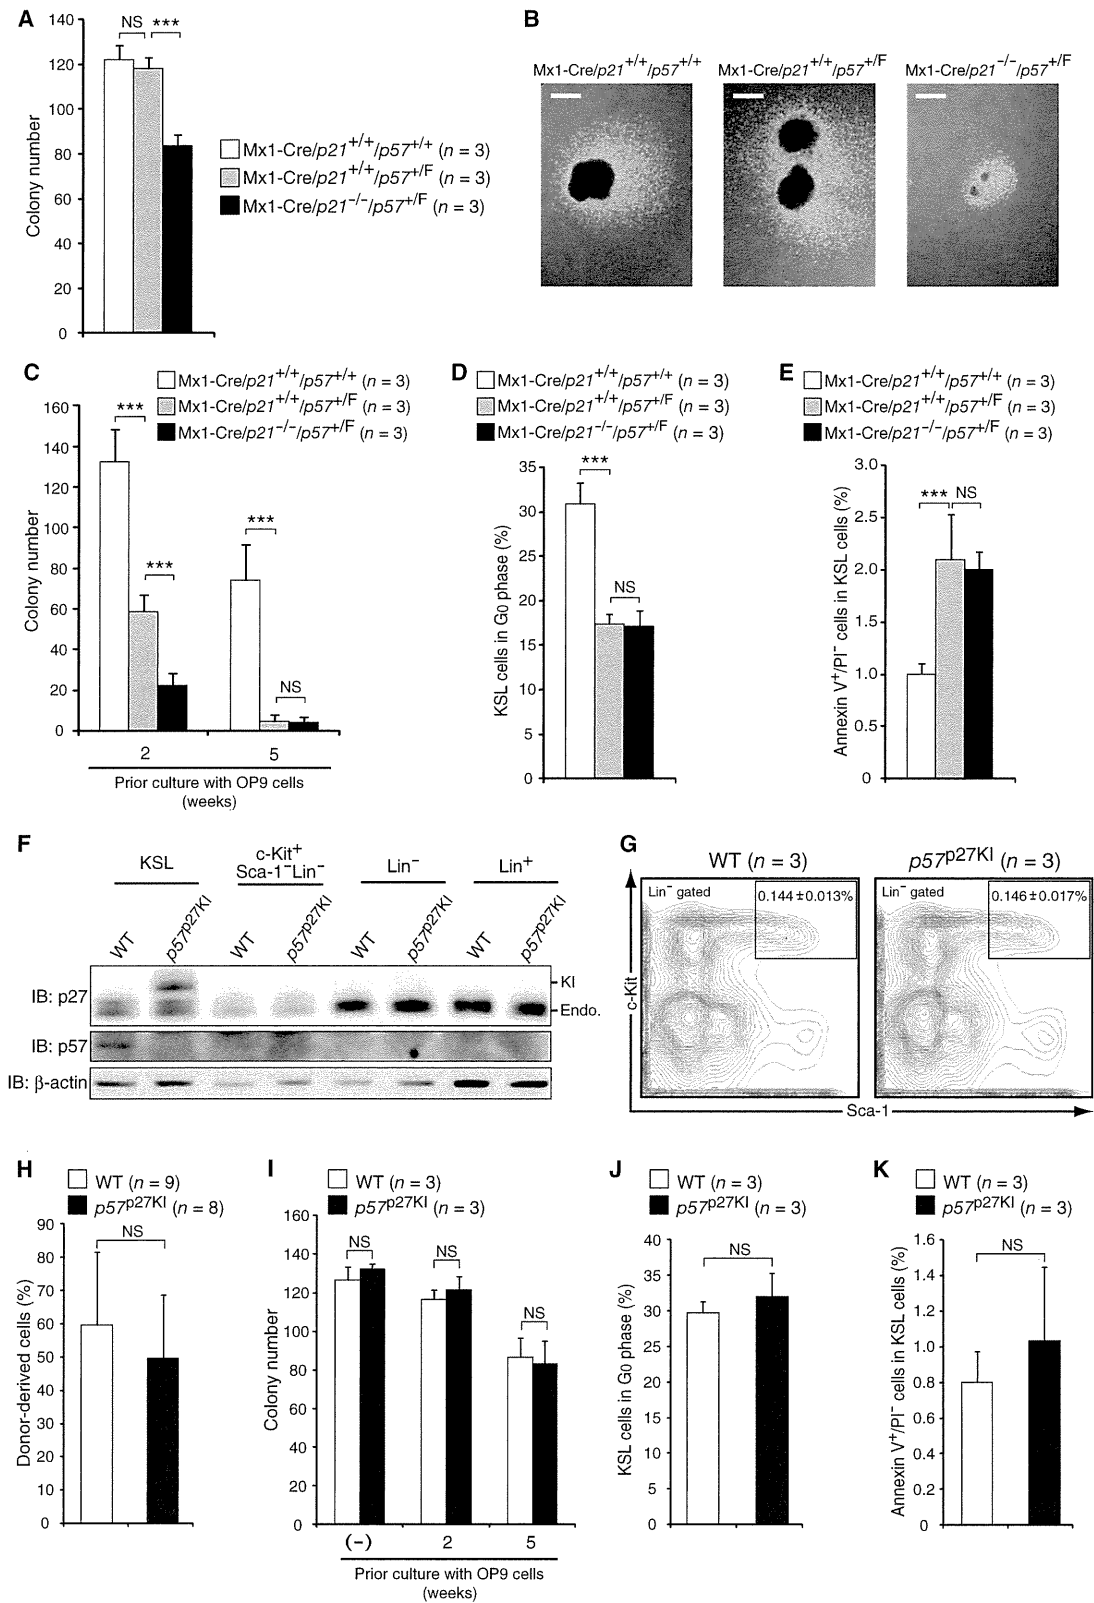 A
140
120
100
80
60
40
20
0
Colony number
NS
***
Mx1-Cre/p21+/+/p57+/+ (n = 3)
Mx1-Cre/p21+/+/p57+/F (n = 3)
Mx1-Cre/p21−/−/p57+/F (n = 3)
B
Mx1-Cre/p21+/+/p57+/+
Mx1-Cre/p21+/+/p57+/F
Mx1-Cre/p21−/−/p57+/F
C
Mx1-Cre/p21+/+/p57+/+ (n = 3)
Mx1-Cre/p21+/+/p57+/F (n = 3)
Mx1-Cre/p21−/−/p57+/F (n = 3)
160
140
120
100
80
60
40
20
0
Colony number
***
***
***
NS
2
5
Prior culture with OP9 cells
(weeks)
D
Mx1-Cre/p21+/+/p57+/+ (n = 3)
Mx1-Cre/p21+/+/p57+/F (n = 3)
Mx1-Cre/p21−/−/p57+/F (n = 3)
35
30
25
20
15
10
5
0
KSL cells in G0 phase (%)
***
NS
E
Mx1-Cre/p21+/+/p57+/+ (n = 3)
Mx1-Cre/p21+/+/p57+/F (n = 3)
Mx1-Cre/p21−/−/p57+/F (n = 3)
3.0
2.5
2.0
1.5
1.0
0.5
0
Annexin V+/PI− cells in KSL cells (%)
***
NS
F
KSL
c-Kit+
Sca-1−Lin−
Lin−
Lin+
WT
p57p27KI
WT
p57p27KI
WT
p57p27KI
WT
p57p27KI
IB: p27
KI
Endo.
IB: p57
IB: β-actin
G
WT (n = 3)
p57p27KI (n = 3)
Lin− gated
0.144±0.013%
Lin− gated
0.146±0.017%
c-Kit
Sca-1
H
WT (n = 9)
p57p27KI (n = 8)
90
80
70
60
50
40
30
20
10
0
Donor-derived cells (%)
NS
I
WT (n = 3)
p57p27KI (n = 3)
160
140
120
100
80
60
40
20
0
Colony number
NS
NS
NS
(−)
2
5
Prior culture with OP9 cells
(weeks)
J
WT (n = 3)
p57p27KI (n = 3)
40
35
30
25
20
15
10
5
0
KSL cells in G0 phase (%)
NS
K
WT (n = 3)
p57p27KI (n = 3)
1.6
1.4
1.2
1.0
0.8
0.6
0.4
0.2
0
Annexin V+/PI− cells in KSL cells (%)
NS